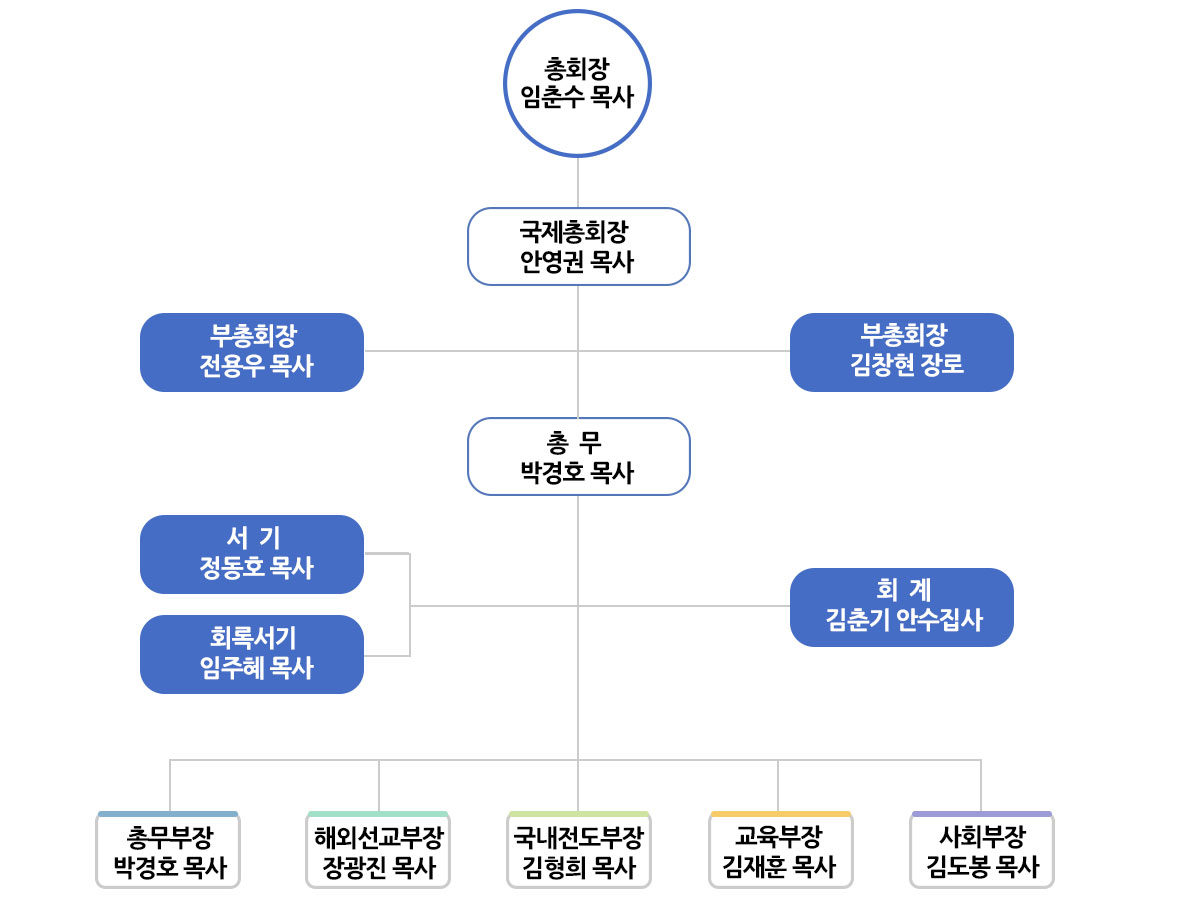 총회장
임춘수 목사
국제총회장
안영권 목사
부총회장
전용우 목사
부총회장
김창현 장로
총 무
박경호 목사
서 기
정동호 목사
회록서기
임주혜 목사
회 계
김춘기 안수집사
총무부장
박경호 목사
해외선교부장
장광진 목사
국내전도부장
김형희 목사
교육부장
김재훈 목사
사회부장
김도봉 목사